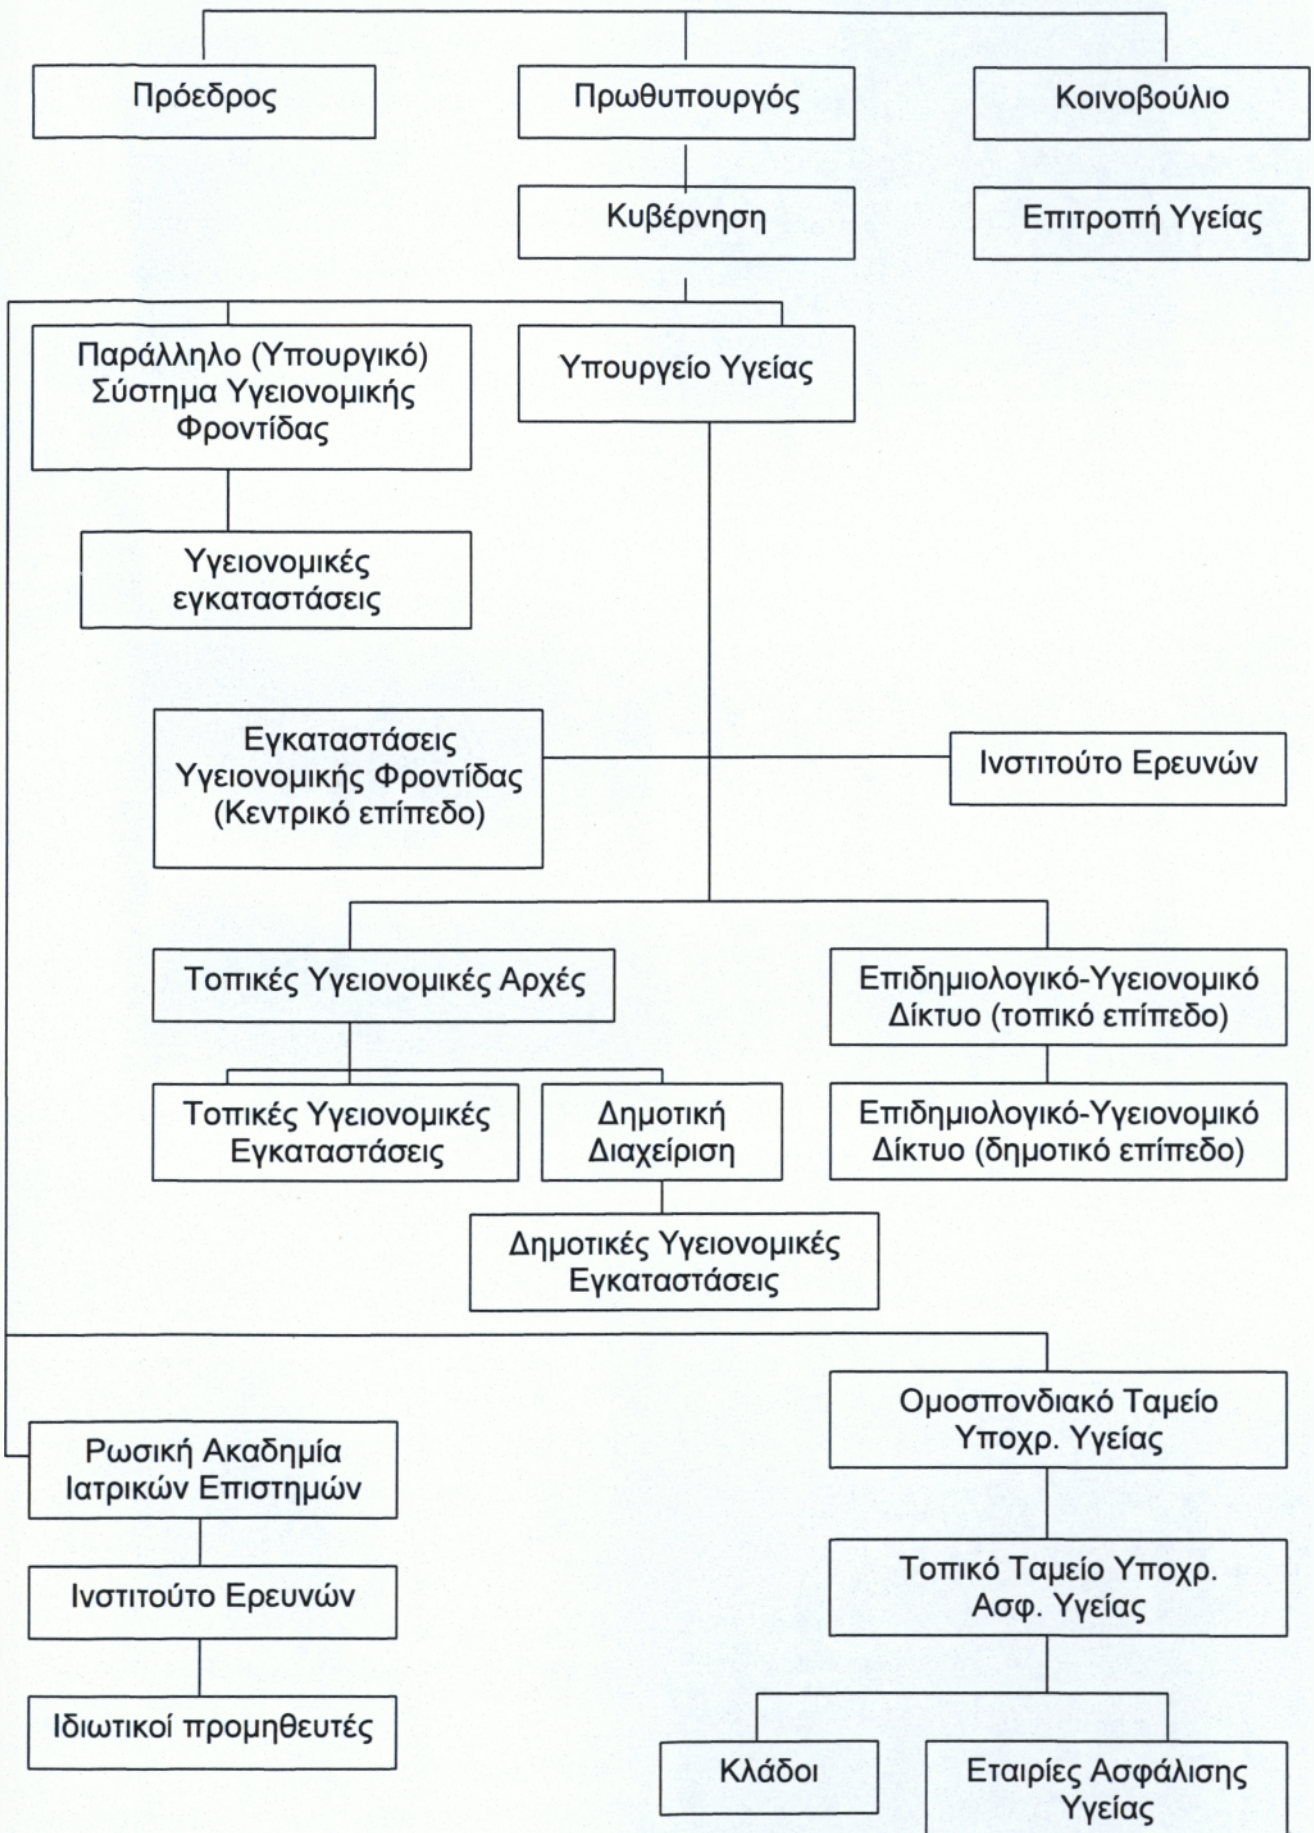 Πρόεδρος
Πρωθυπουργός
Κοινοβούλιο
Κυβέρνηση
Επιτροπή Υγείας
Παράλληλο (Υπουργικό)
Σύστημα Υγειονομικής
Φροντίδας
Υπουργείο Υγείας
Υγειονομικές
εγκαταστάσεις
Εγκαταστάσεις
Υγειονομικής Φροντίδας
(Κεντρικό επίπεδο)
Ινστιτούτο Ερευνών
Τοπικές Υγειονομικές Αρχές
Επιδημιολογικό-Υγειονομικό
Δίκτυο (τοπικό επίπεδο)
Τοπικές Υγειονομικές
Εγκαταστάσεις
Δημοτική
Διαχείριση
Επιδημιολογικό-Υγειονομικό
Δίκτυο (δημοτικό επίπεδο)
Δημοτικές Υγειονομικές
Εγκαταστάσεις
Ομοσπονδιακό Ταμείο
Υποχρ. Υγείας
Ρωσική Ακαδημία
Ιατρικών Επιστημών
Τοπικό Ταμείο Υποχρ.
Ασφ. Υγείας
Ινστιτούτο Ερευνών
Ιδιωτικοί προμηθευτές
Κλάδοι
Εταιρίες Ασφάλισης
Υγείας